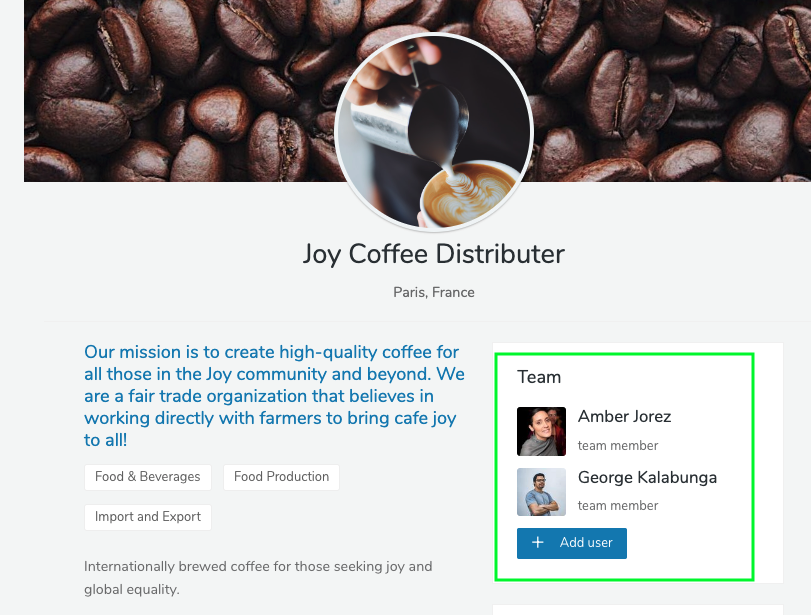 Joy Coffee Distributer
Paris, France
Our mission is to create high-quality coffee for
all those in the Joy community and beyond. We
are a fair trade organization that believes in
working directly with farmers to bring cafe joy
to all!
Food & Beverages
Food Production
Import and Export
Internationally brewed coffee for those seeking joy and
global equality.
Team
Amber Jorez
team member
George Kalabunga
team member
+ Add user